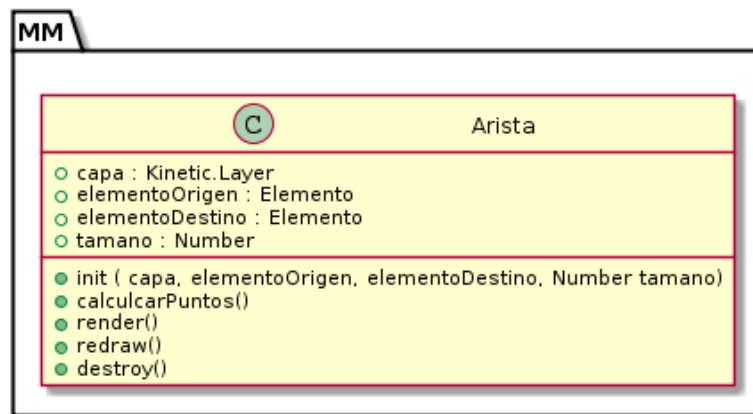 MM
C Arista
capa : Kinetic.Layer
elementoOrigen : Elemento
elementoDestino : Elemento
tamano : Number
init ( capa, elementoOrigen, elementoDestino, Number tamano)
calculcarPuntos()
render()
redraw()
destroy()